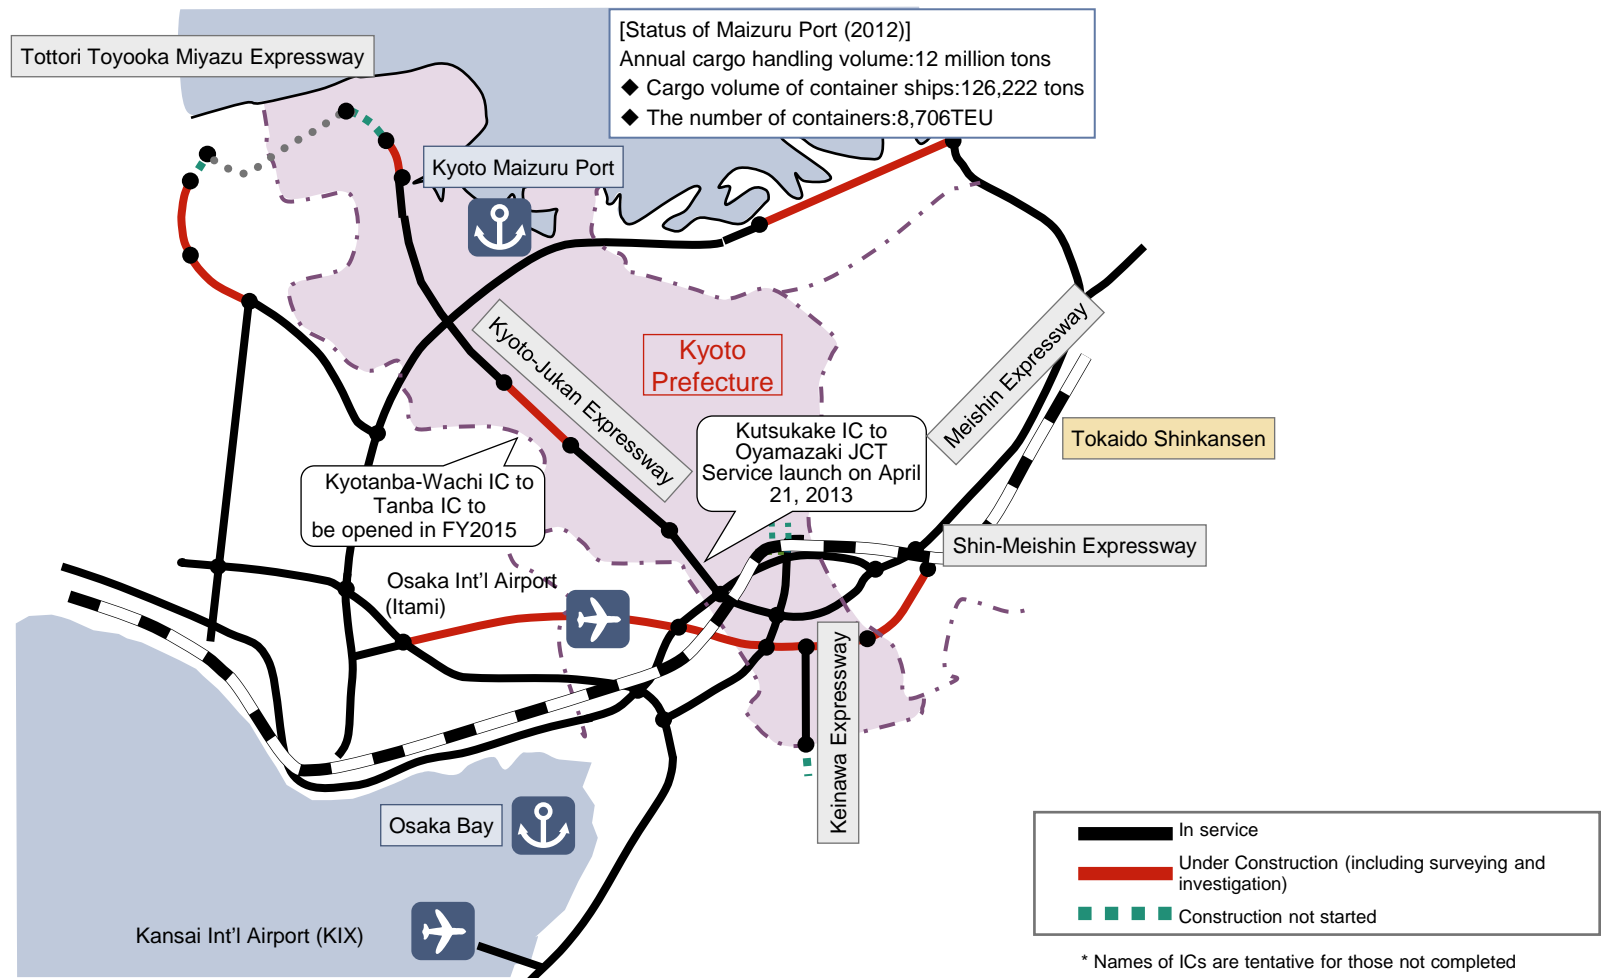 [Status of Maizuru Port (2012)]
Annual cargo handling volume:12 million tons
◆ Cargo volume of container ships:126,222 tons
◆ The number of containers:8,706TEU
Tottori Toyooka Miyazu Expressway
Kyoto Maizuru Port
Kyoto-Jukan Expressway
Kyoto
Prefecture
Meishin Expressway
Tokaido Shinkansen
Kutsukake IC to
Oyamazaki JCT
Service launch on April
21, 2013
Kyotanba-Wachi IC to
Tanba IC to
be opened in FY2015
Shin-Meishin Expressway
Osaka Int'l Airport
(Itami)
Keinawa Expressway
Osaka Bay
Kansai Int'l Airport (KIX)
In service
Under Construction (including surveying and
investigation)
Construction not started
* Names of ICs are tentative for those not completed